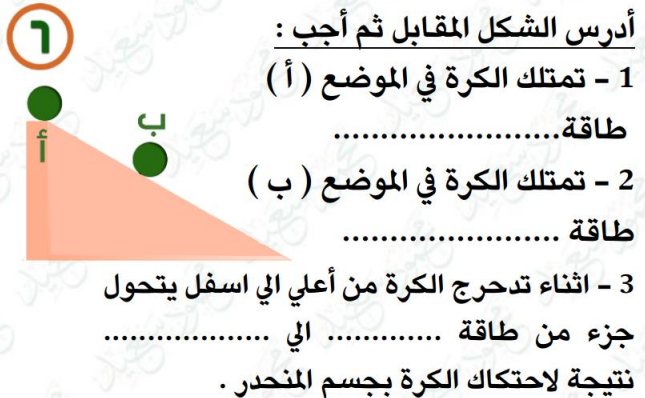 ٦
أدرس الشكل المقابل ثم أجب :
1 - تمتلك الكرة في الموضع ( أ )
طاقة........................
أ
ب
2 - تمتلك الكرة في الموضع ( ب )
طاقة .......................
3 - اثناء تدحرج الكرة من أعلي الي اسفل يتحول
جزء من طاقة ............ الي ..................
نتيجة لاحتكاك الكرة بجسم المنحدر .